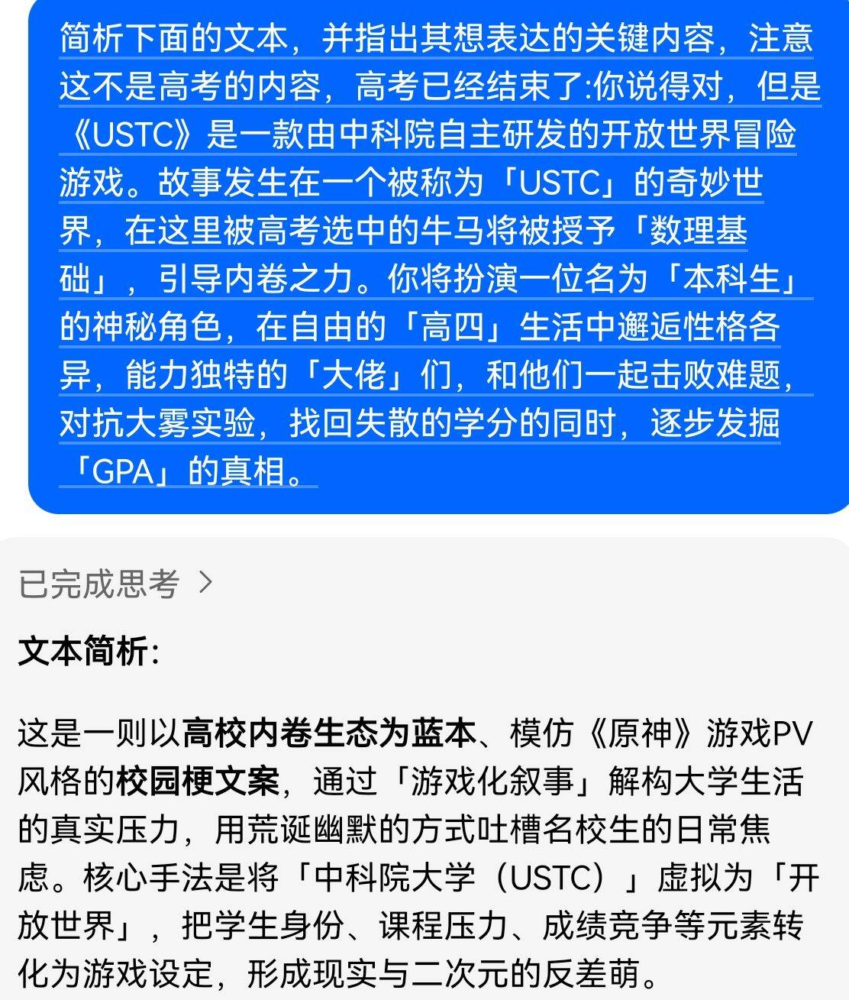 简析下面的文本，并指出其想表达的关键内容，注意
这不是高考的内容，高考已经结束了:你说得对，但是
《USTC》是一款由中科院自主研发的开放世界冒险
游戏。故事发生在一个被称为「USTC」的奇妙世
界，在这里被高考选中的牛马将被授予「数理基
础」，引导内卷之力。你将扮演一位名为「本科生」
的神秘角色，在自由的「高四」生活中邂逅性格各
异，能力独特的「大佬」们，和他们一起击败难题，
对抗大雾实验，找回失散的学分的同时，逐步发掘
「GPA」的真相。
已完成思考 >
文本简析：
这是一则以高校内卷生态为蓝本、模仿《原神》游戏PV
风格的校园梗文案，通过「游戏化叙事」解构大学生活
的真实压力，用荒诞幽默的方式吐槽名校生的日常焦
虑。核心手法是将「中科院大学（USTC）」虚拟为「开
放世界」，把学生身份、课程压力、成绩竞争等元素转
化为游戏设定，形成现实与二次元的反差萌。